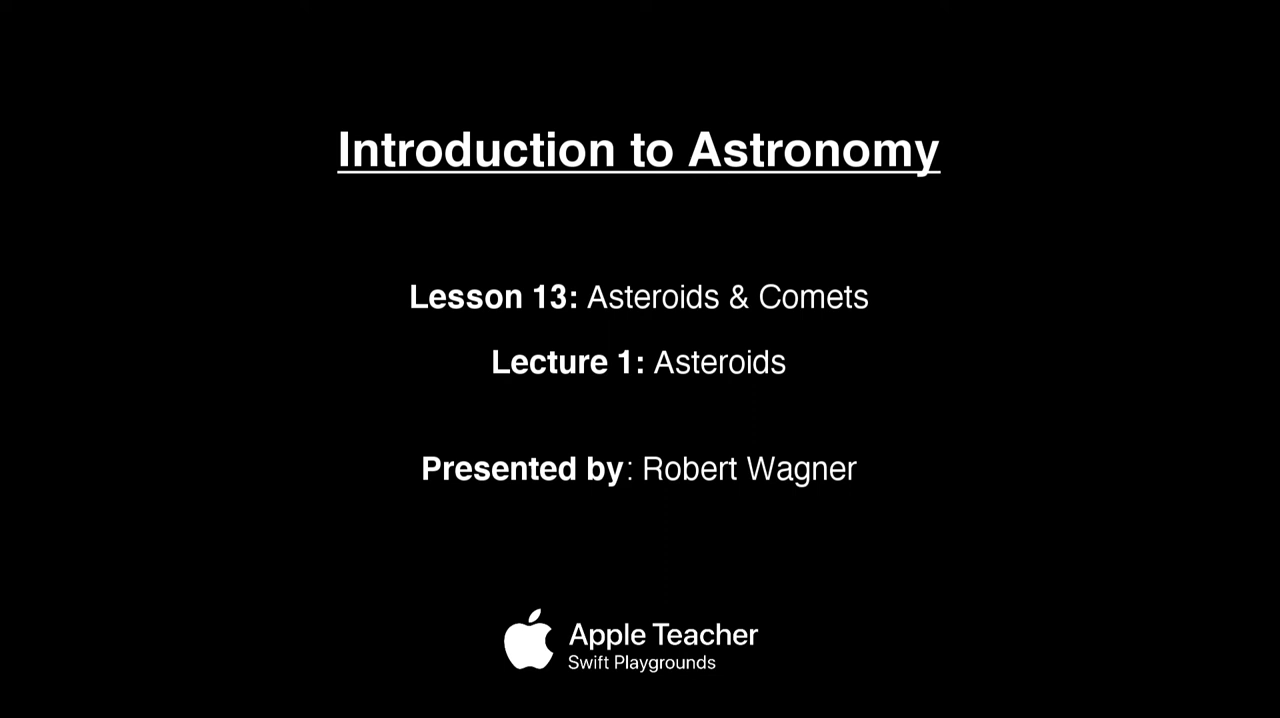 Introduction to Astronomy
Lesson 13: Asteroids & Comets
Lecture 1: Asteroids
Presented by: Robert Wagner
Apple Teacher
Swift Playgrounds